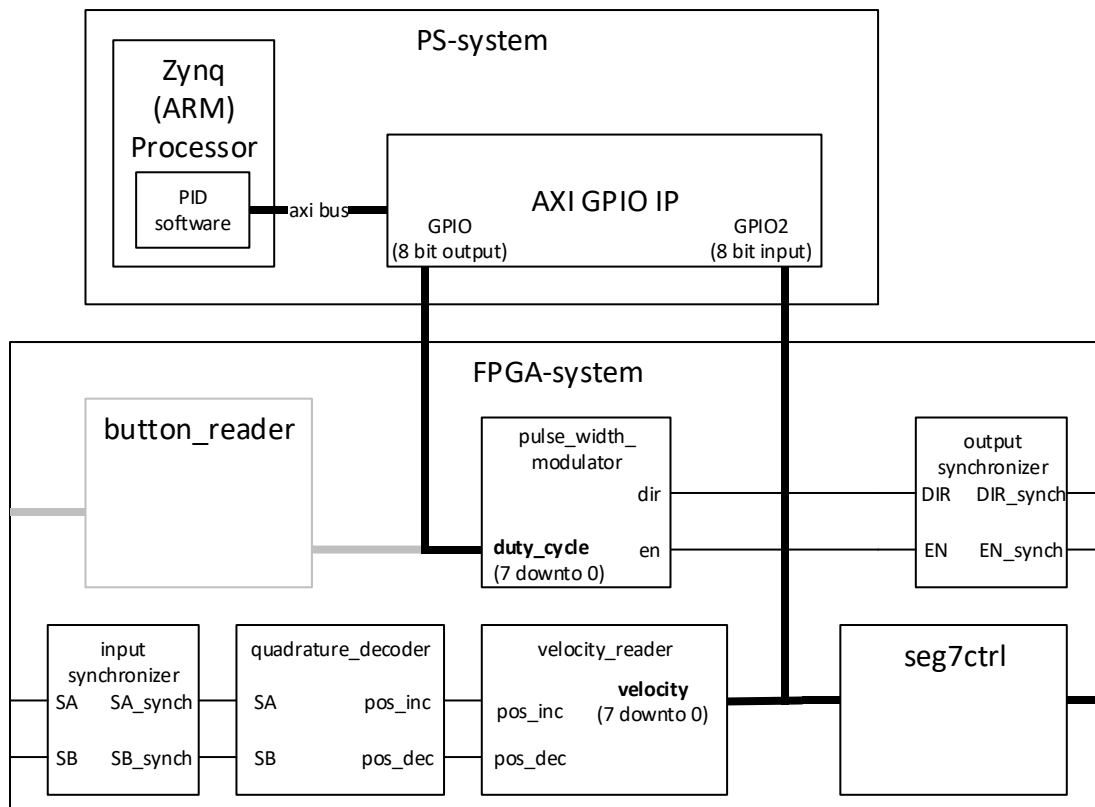 PS-system
Zynq
(ARM)
Processor
PID
software
axi bus
AXI GPIO IP
GPIO
(8 bit output)
GPIO2
(8 bit input)
FPGA-system
button_reader
pulse_width_
modulator
dir
duty_cycle
en
(7 downto 0)
output
synchronizer
DIR DIR_synch
EN EN_synch
input
synchronizer
SA SA_synch
SB SB_synch
quadrature_decoder
SA pos_inc
SB pos_dec
velocity_reader
velocity
(7 downto 0)
pos_inc
pos_dec
seg7ctrl